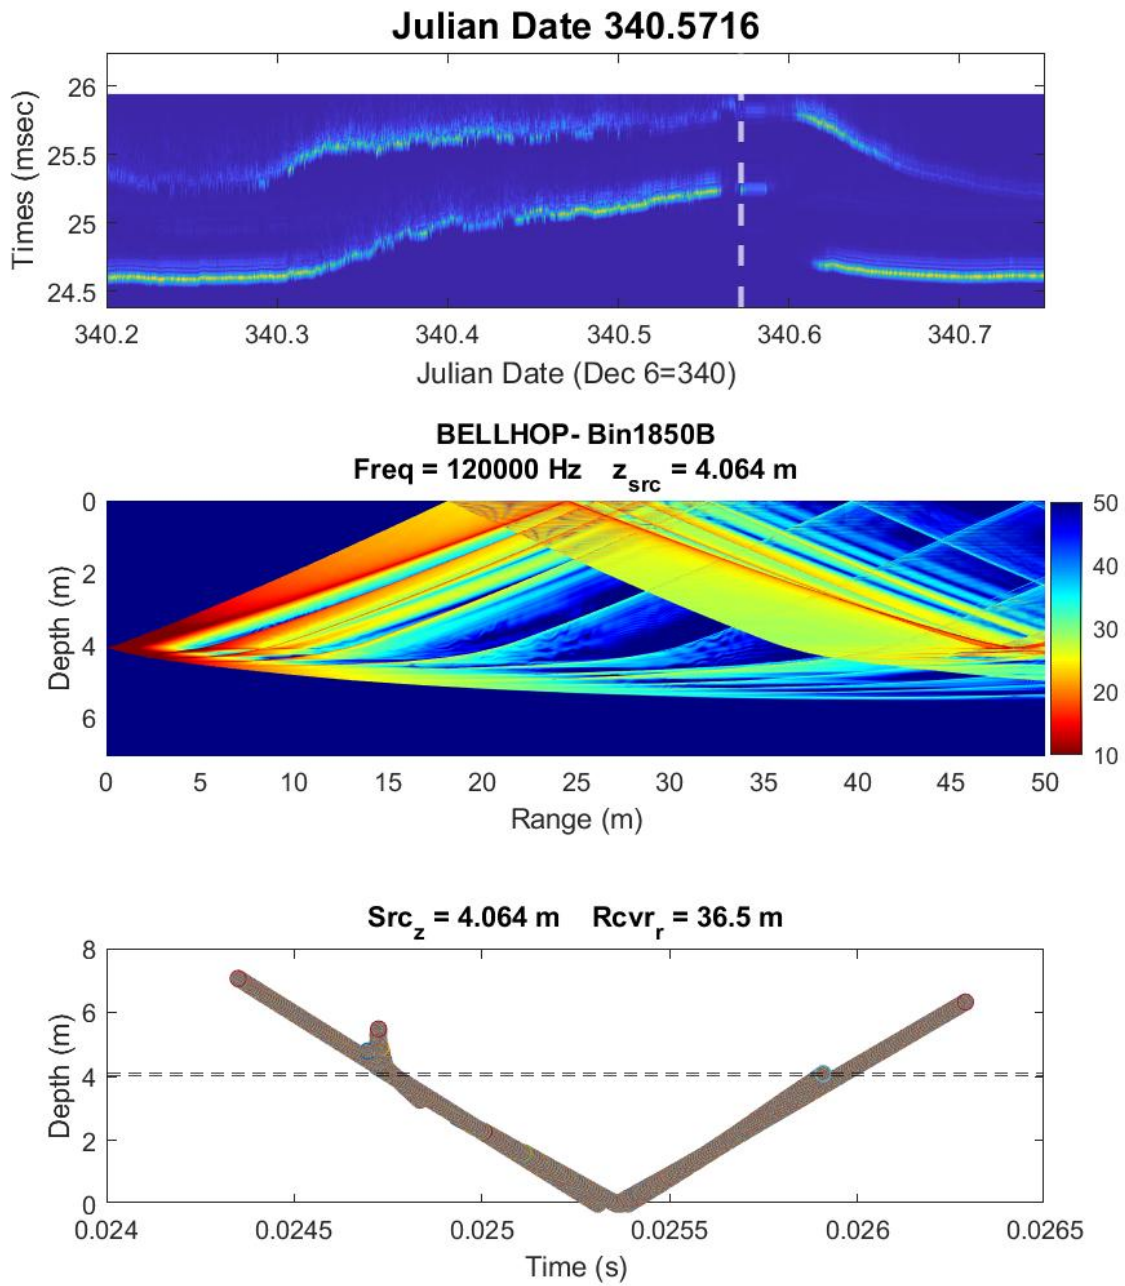 Julian Date 340.5716
Times (msec)
26
25.5
25
24.5
340.2 340.3 340.4 340.5 340.6 340.7
Julian Date (Dec 6=340)
BELLHOP- Bin1850B
Freq = 120000 Hz z_src = 4.064 m
Depth (m)
0
2
4
6
0 5 10 15 20 25 30 35 40 45 50
Range (m)
50
40
30
20
10
Src_z = 4.064 m Rcvr_r = 36.5 m
Depth (m)
8
6
4
2
0
0.024 0.0245 0.025 0.0255 0.026 0.0265
Time (s)